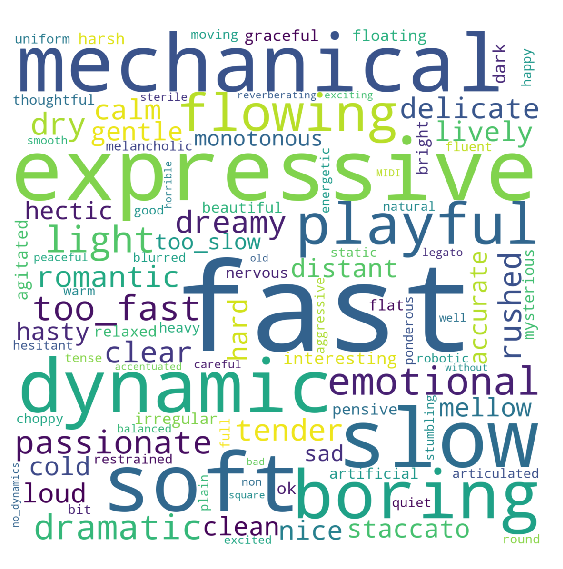 uniform harsh moving graceful floating
mechanical
dark
happy
thoughtful sterile reverberating exciting
calm flowing delicate
dry gentle
smooth melancholic monotonous bright lively fluent
expressive
horrible
energetic
MIDI
hectic good beautiful natural
dreamy playful
agitated
light too_slow static legato
peaceful blurred old
romantic nervous distant
warm
too_fast fast
hard
aggressive
flat
ponderous
well
accurate
rushed
mysterious
hasty relaxed heavy
hesitant clear interesting robotic
tense careful without
accentuated
dynamic emotional
choppy irregular full pensive mellow
balanced tender stumbling slow
passionate sad
cold restrained bad artificial articulated
loud plain non ok soft boring
square quiet
bit
no_dynamics
dramatic clean nice staccato
excited round